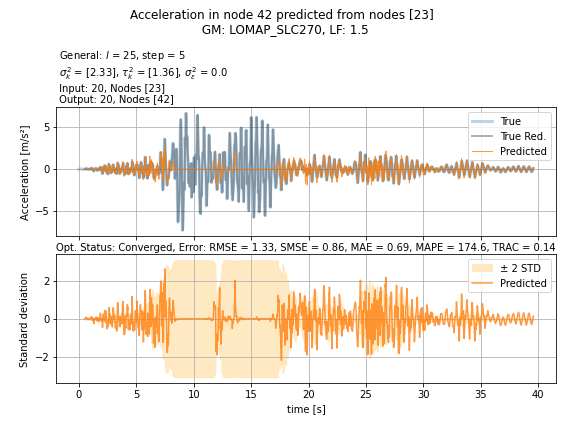 Acceleration in node 42 predicted from nodes [23]
GM: LOMAP_SLC270, LF: 1.5
General: l = 25, step = 5
σ²ₖ = [2.33], τ²ₖ = [1.36], σ²ε = 0.0
Input: 20, Nodes [23]
Output: 20, Nodes [42]
Acceleration [m/s²]
5
0
−5
True
True Red.
Predicted
Opt. Status: Converged, Error: RMSE = 1.33, SMSE = 0.86, MAE = 0.69, MAPE = 174.6, TRAC = 0.14
Standard deviation
2
0
−2
± 2 STD
Predicted
0 5 10 15 20 25 30 35 40
time [s]